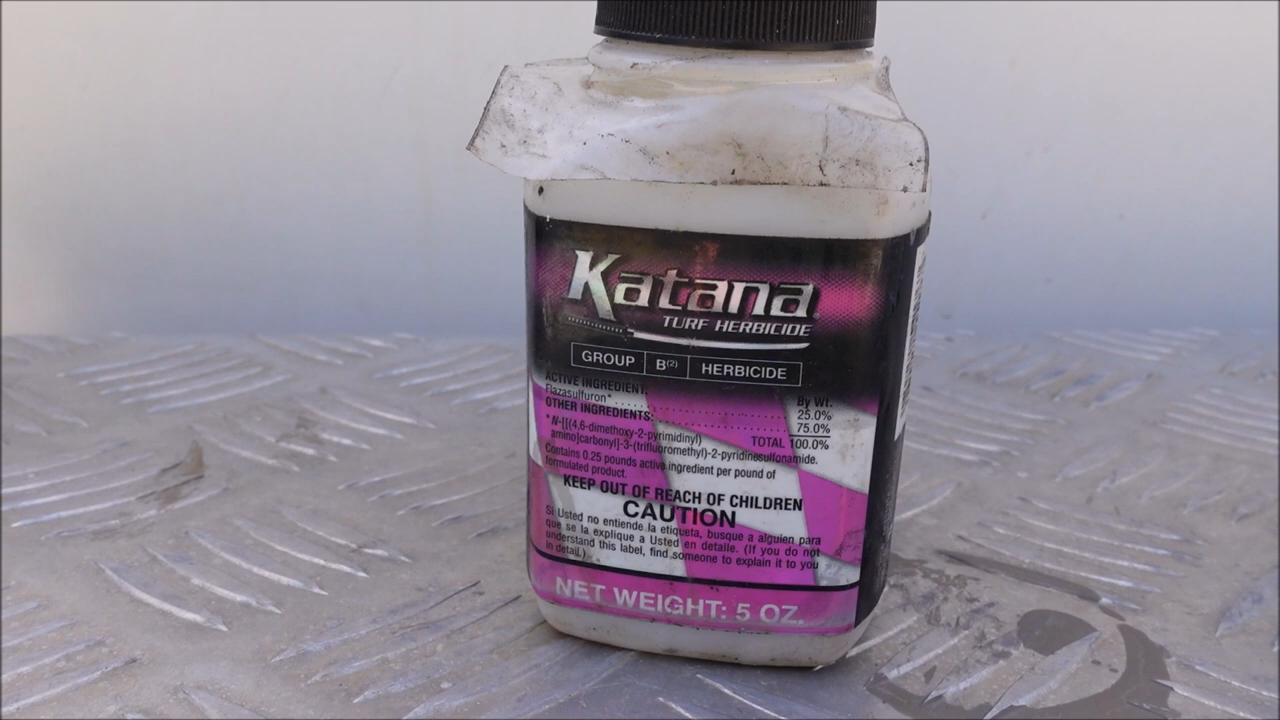 Katana
TURF HERBICIDE
GROUP B(2) HERBICIDE
ACTIVE INGREDIENT: By Wt.
Flazasulfuron* . . . . . . . . . . . . . . . . . . . . 25.0%
OTHER INGREDIENTS: . . . . . . . . . . . . . . . . 75.0%
TOTAL 100.0%
* N-[[(4,6-dimethoxy-2-pyrimidinyl)
amino]carbonyl]-3-(trifluoromethyl)-2-pyridinesulfonamide.
Contains 0.25 pounds active ingredient per pound of
formulated product.
KEEP OUT OF REACH OF CHILDREN
CAUTION
Si Usted no entiende la etiqueta, busque a alguien para
que se la explique a Usted en detalle. (If you do not
understand this label, find someone to explain it to you
in detail.)
NET WEIGHT: 5 OZ.